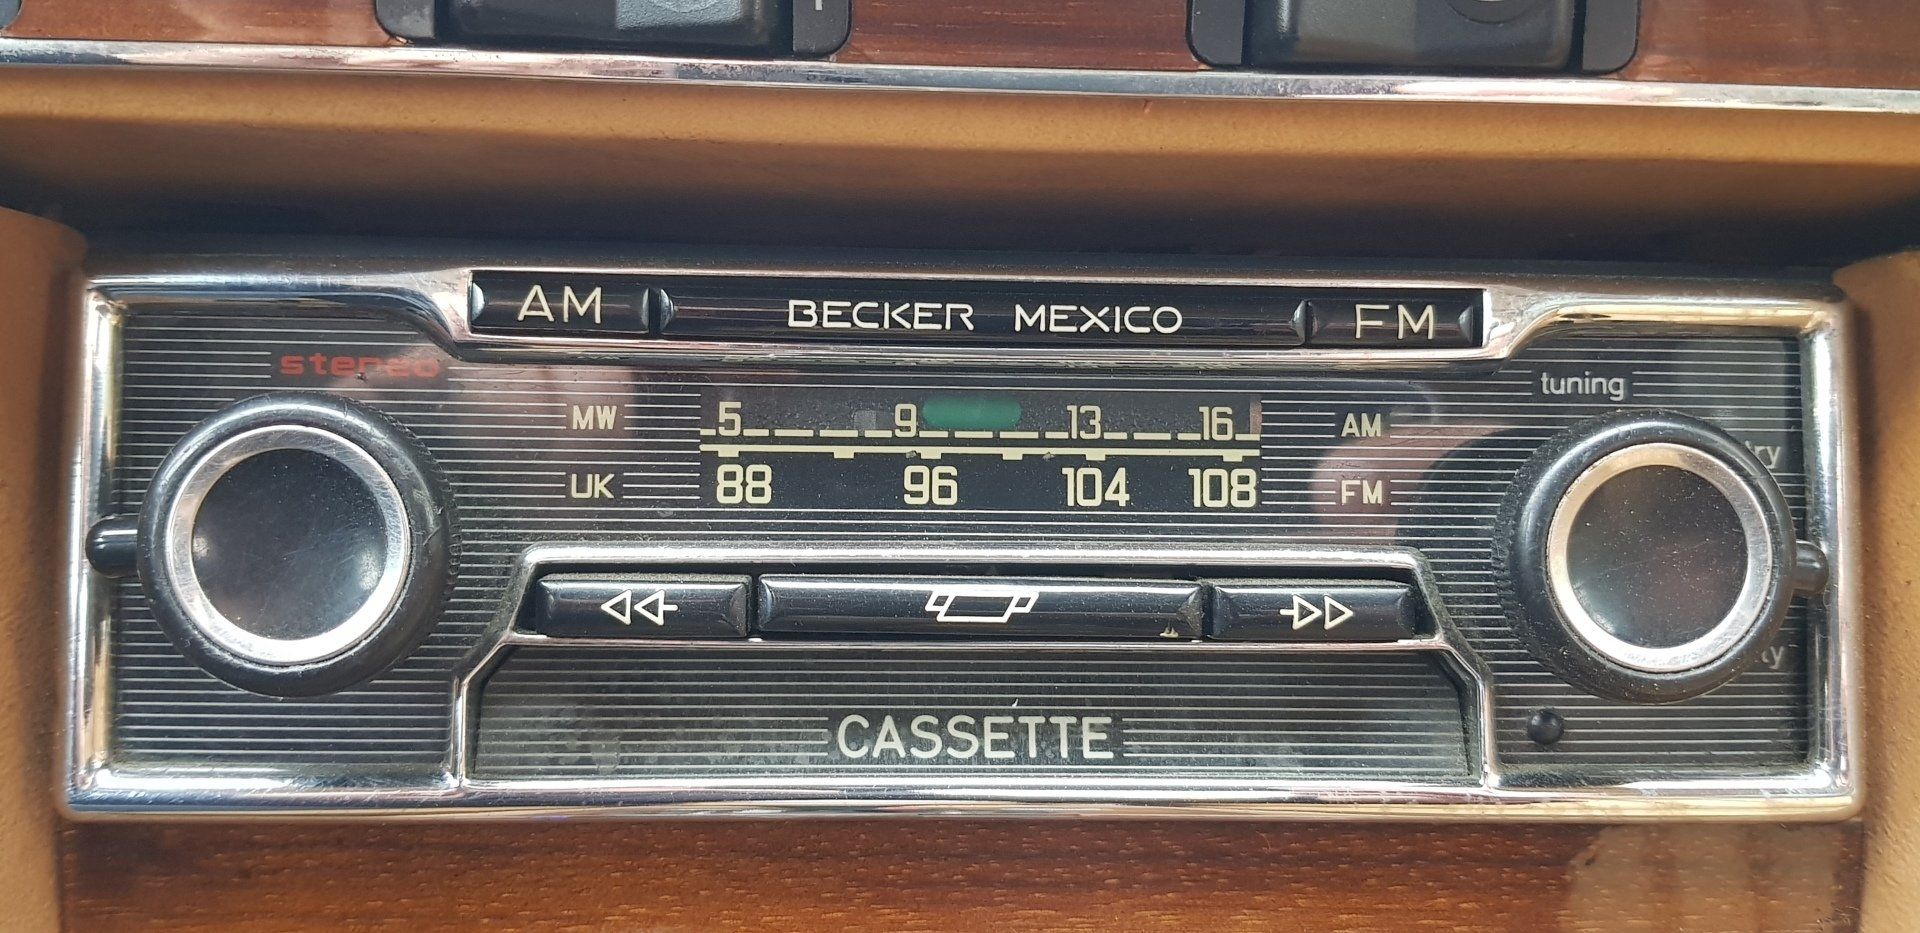 AM BECKER MEXICO FM
stereo
tuning
MW 5 9 13 16 AM
UK 88 96 104 108 FM
CASSETTE